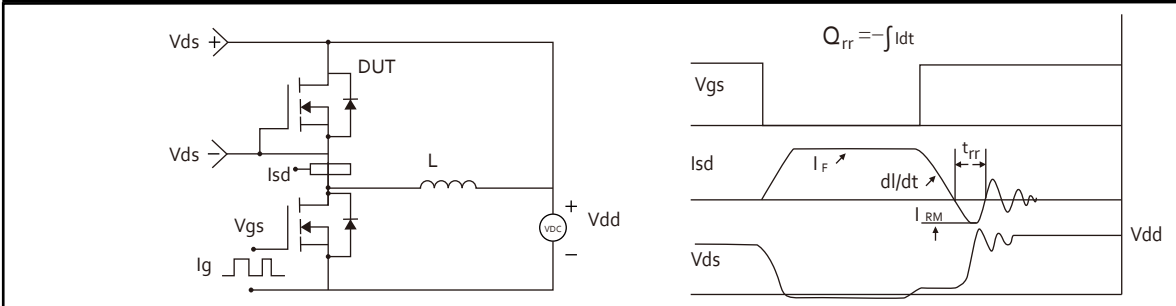 Vds +
DUT
Vds −
Isd
L
Vgs
Ig
+
VDC
−
Vdd
Qrr =-∫Idt
Vgs
Isd
IF
dI/dt
trr
IRM
Vds
Vdd